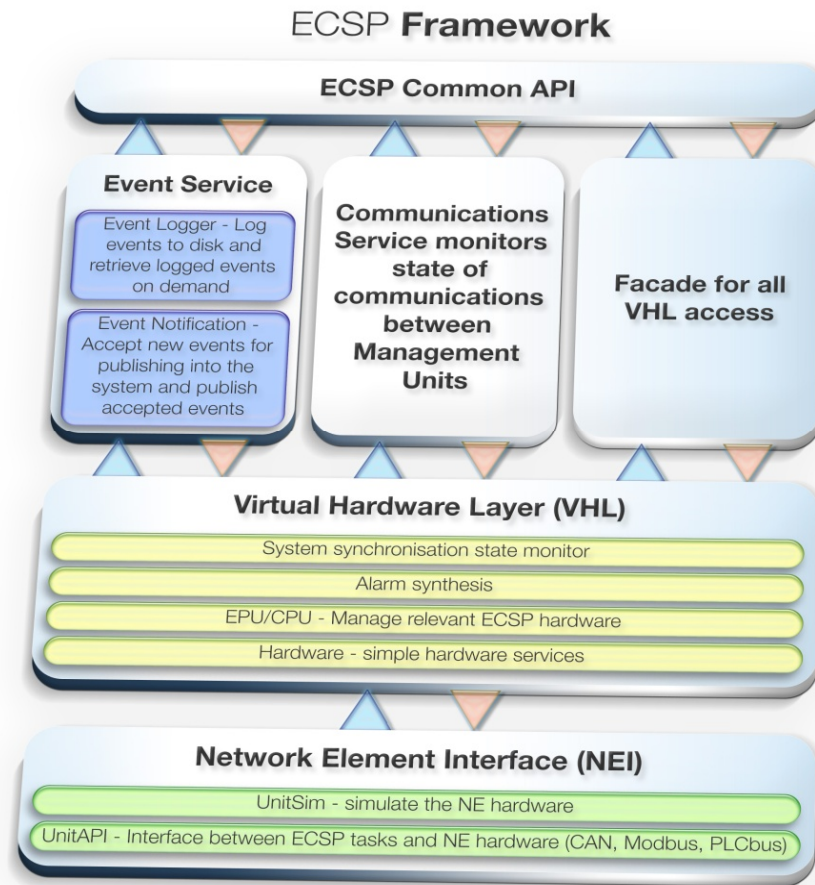 ECSP Framework
ECSP Common API
Event Service
Event Logger - Log
events to disk and
retrieve logged events
on demand
Event Notification -
Accept new events for
publishing into the
system and publish
accepted events
Communications
Service monitors
state of
communications
between
Management
Units
Facade for all
VHL access
Virtual Hardware Layer (VHL)
System synchronisation state monitor
Alarm synthesis
EPU/CPU - Manage relevant ECSP hardware
Hardware - simple hardware services
Network Element Interface (NEI)
UnitSim - simulate the NE hardware
UnitAPI - Interface between ECSP tasks and NE hardware (CAN, Modbus, PLCbus)